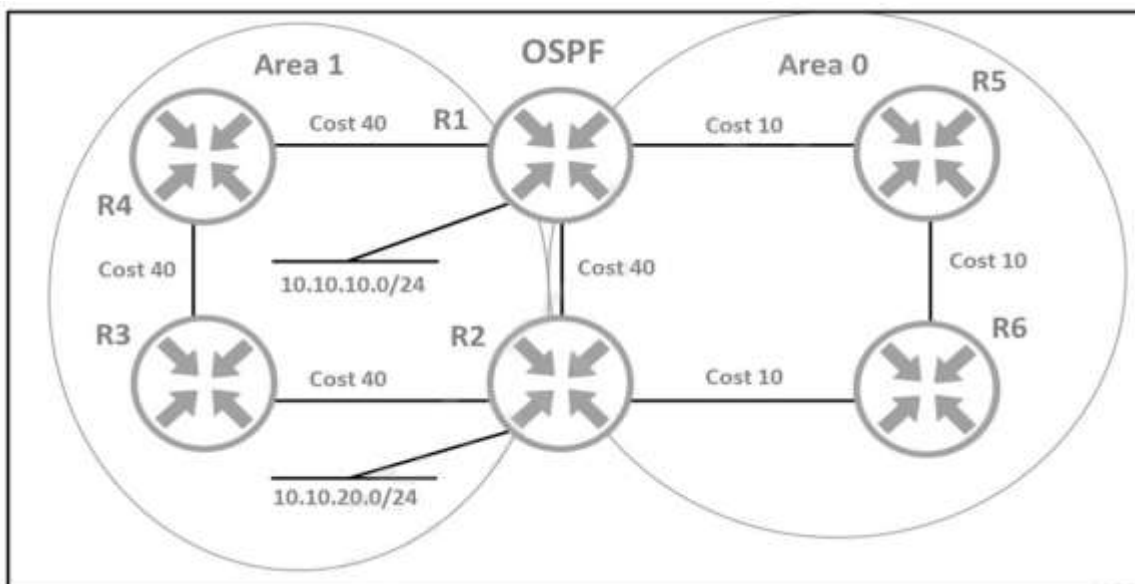 OSPF
Area 1
Area 0
R5
Cost 40
R1
Cost 10
R4
Cost 40
10.10.10.0/24
Cost 40
Cost 10
R3
R2
R6
Cost 40
Cost 10
10.10.20.0/24